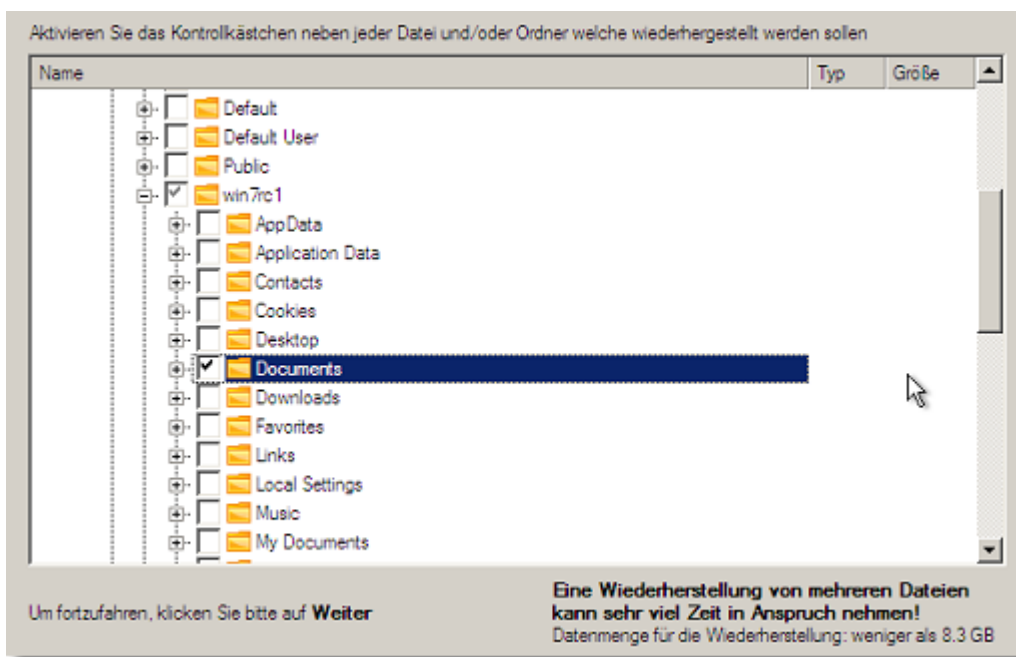 Aktivieren Sie das Kontrollkästchen neben jeder Datei und/oder Ordner welche wiederhergestellt werden sollen
Name Typ Größe
Default
Default User
Public
win7rc1
AppData
Application Data
Contacts
Cookies
Desktop
Documents
Downloads
Favorites
Links
Local Settings
Music
My Documents
Um fortzufahren, klicken Sie bitte auf Weiter
Eine Wiederherstellung von mehreren Dateien
kann sehr viel Zeit in Anspruch nehmen!
Datenmenge für die Wiederherstellung: weniger als 8.3 GB